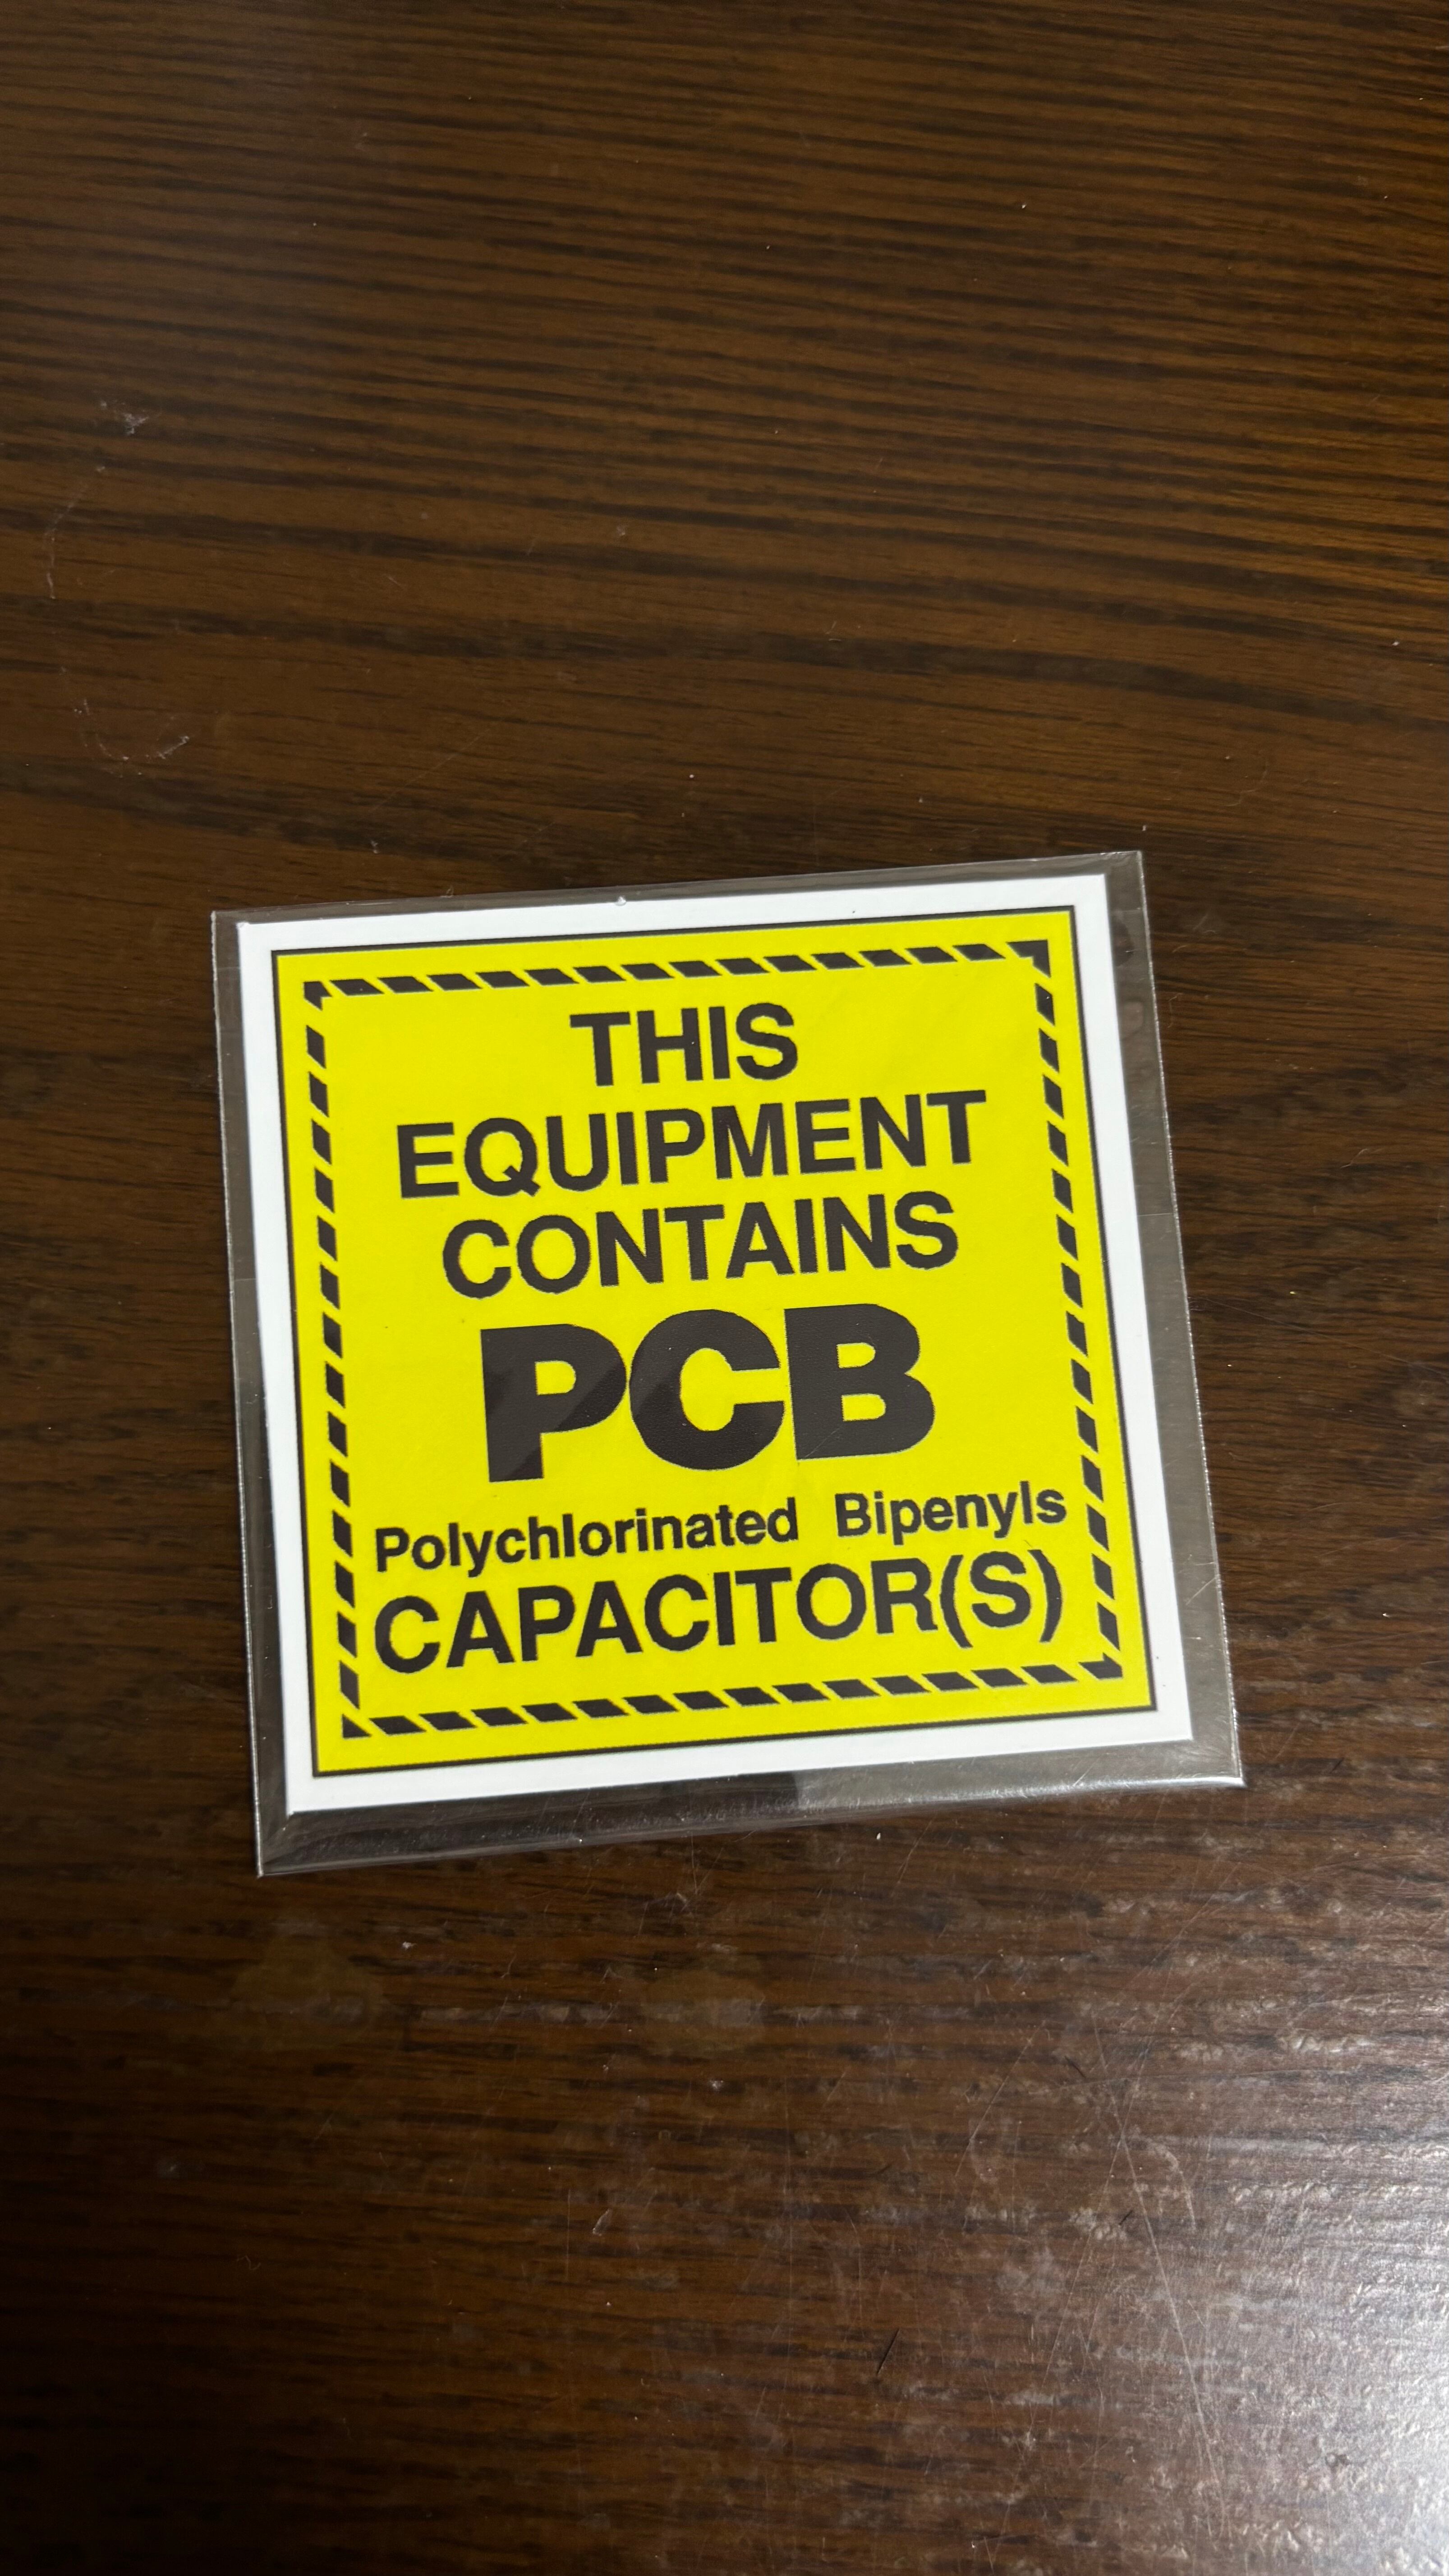 THIS
EQUIPMENT
CONTAINS
PCB
Polychlorinated Bipenyls
CAPACITOR(S)